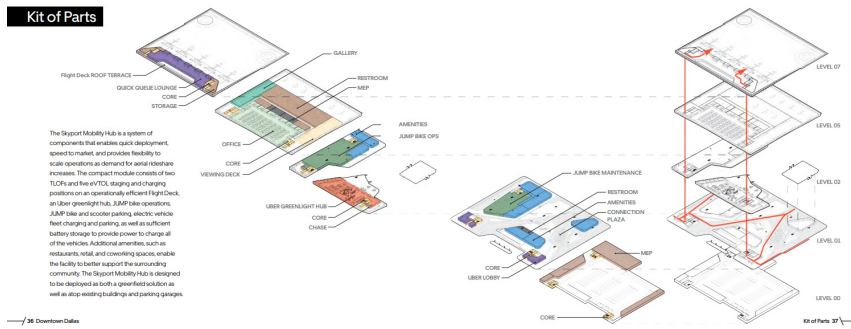 Kit of Parts
GALLERY
Flight Deck ROOF TERRACE
RESTROOM
QUICK QUEUE LOUNGE
MEP
CORE
STORAGE
LEVEL 07
The Skyport Mobility Hub is a system of
components that enables quick deployment,
speed to market, and provides flexibility to
scale operations as demand for aerial rideshare
increases. The compact module consists of two
TLOFs and five eVTOL staging and charging
positions on an operationally efficient Flight Deck,
an Uber greenlight hub, JUMP bike operations,
JUMP bike and scooter parking, electric vehicle
fleet charging and parking, as well as sufficient
battery storage to provide power to charge all
of the vehicles. Additional amenities, such as
restaurants, retail, and coworking spaces, enable
the facility to better support the surrounding
community. The Skyport Mobility Hub is designed
to be deployed as both a greenfield solution as
well as atop existing buildings and parking garages.
AMENITIES
JUMP BIKE OPS
OFFICE
CORE
VIEWING DECK
LEVEL 05
UBER GREENLIGHT HUB
CORE
CHASE
JUMP BIKE MAINTENANCE
RESTROOM
AMENITIES
CONNECTION
PLAZA
LEVEL 02
MEP
CORE
UBER LOBBY
LEVEL 01
CORE
LEVEL 00
36 Downtown Dallas
Kit of Parts 37